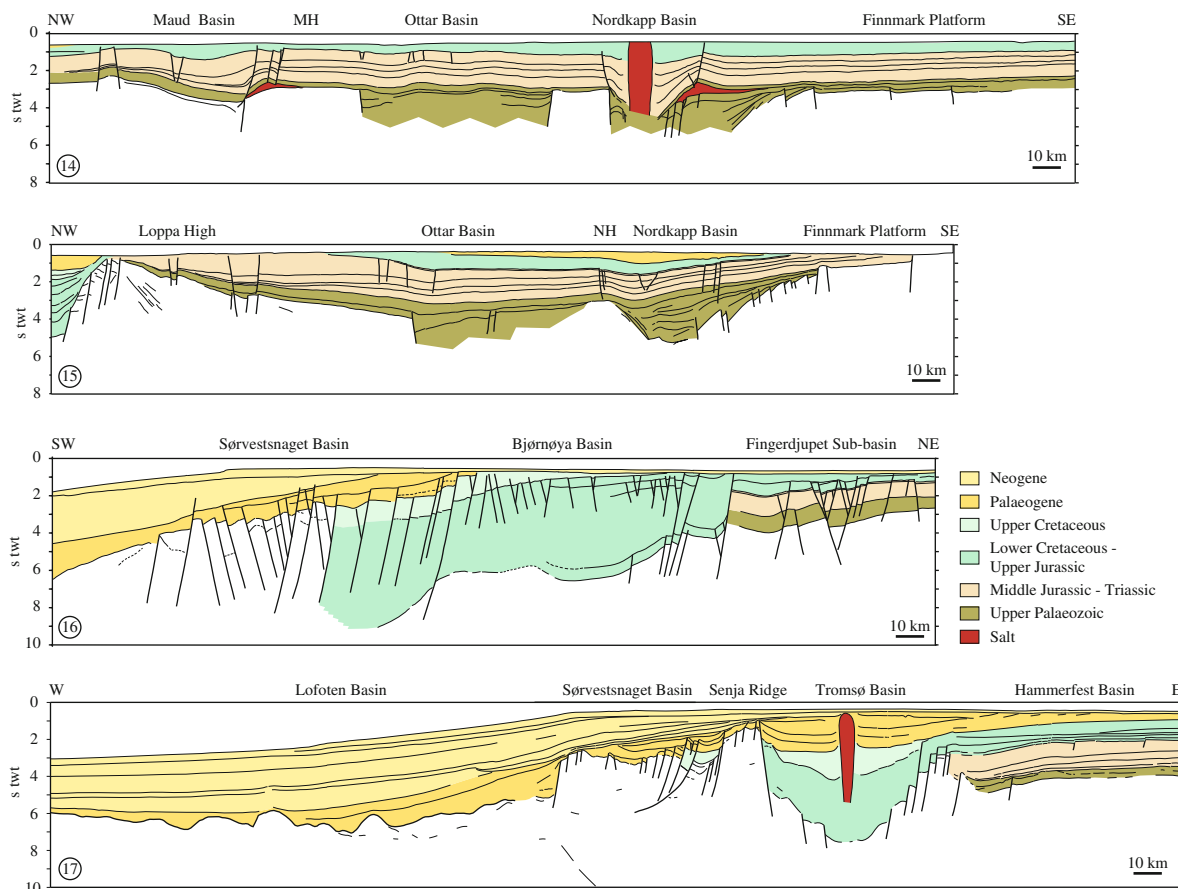 NW Maud Basin MH Ottar Basin Nordkapp Basin Finnmark Platform SE
0
2
4
6
8
s twt
14
10 km
NW Loppa High Ottar Basin NH Nordkapp Basin Finnmark Platform SE
0
2
4
6
8
s twt
15
10 km
SW Sørvestsnaget Basin Bjørnøya Basin Fingerdjupet Sub-basin NE
0
2
4
6
8
10
s twt
16
10 km
Neogene
Palaeogene
Upper Cretaceous
Lower Cretaceous -
Upper Jurassic
Middle Jurassic - Triassic
Upper Palaeozoic
Salt
W Lofoten Basin Sørvestsnaget Basin Senja Ridge Tromsø Basin Hammerfest Basin E
0
2
4
6
8
10
s twt
17
10 km